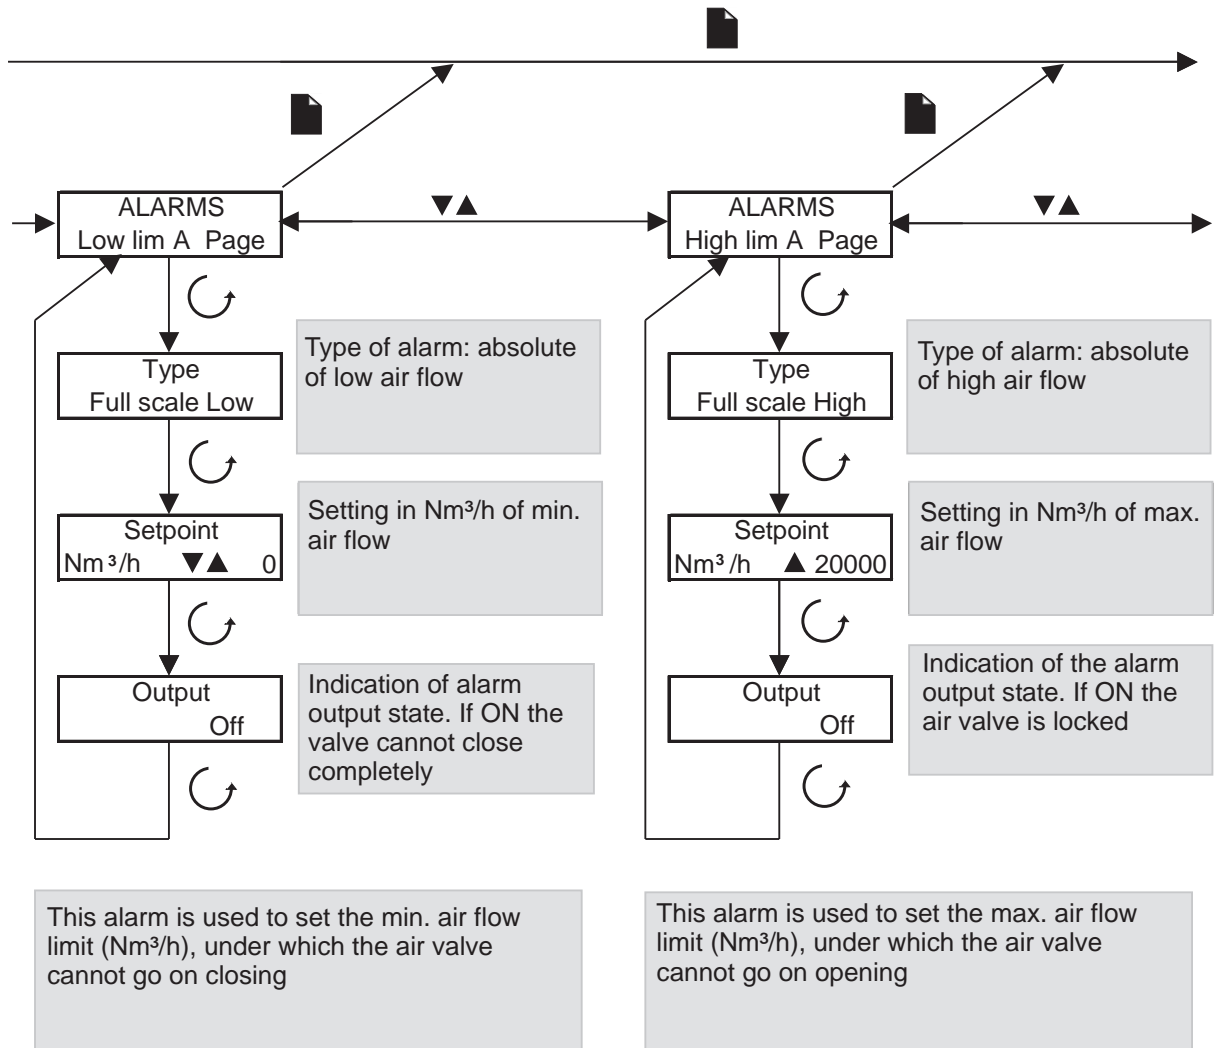 ALARMS
Low lim A Page
Type
Full scale Low
Type of alarm: absolute
of low air flow
Setpoint
Nm³/h ▼▲ 0
Setting in Nm³/h of min.
air flow
Output
Off
Indication of alarm
output state. If ON the
valve cannot close
completely
This alarm is used to set the min. air flow
limit (Nm³/h), under which the air valve
cannot go on closing
ALARMS
High lim A Page
Type
Full scale High
Type of alarm: absolute
of high air flow
Setpoint
Nm³/h ▲ 20000
Setting in Nm³/h of max.
air flow
Output
Off
Indication of the alarm
output state. If ON the
air valve is locked
This alarm is used to set the max. air flow
limit (Nm³/h), under which the air valve
cannot go on opening